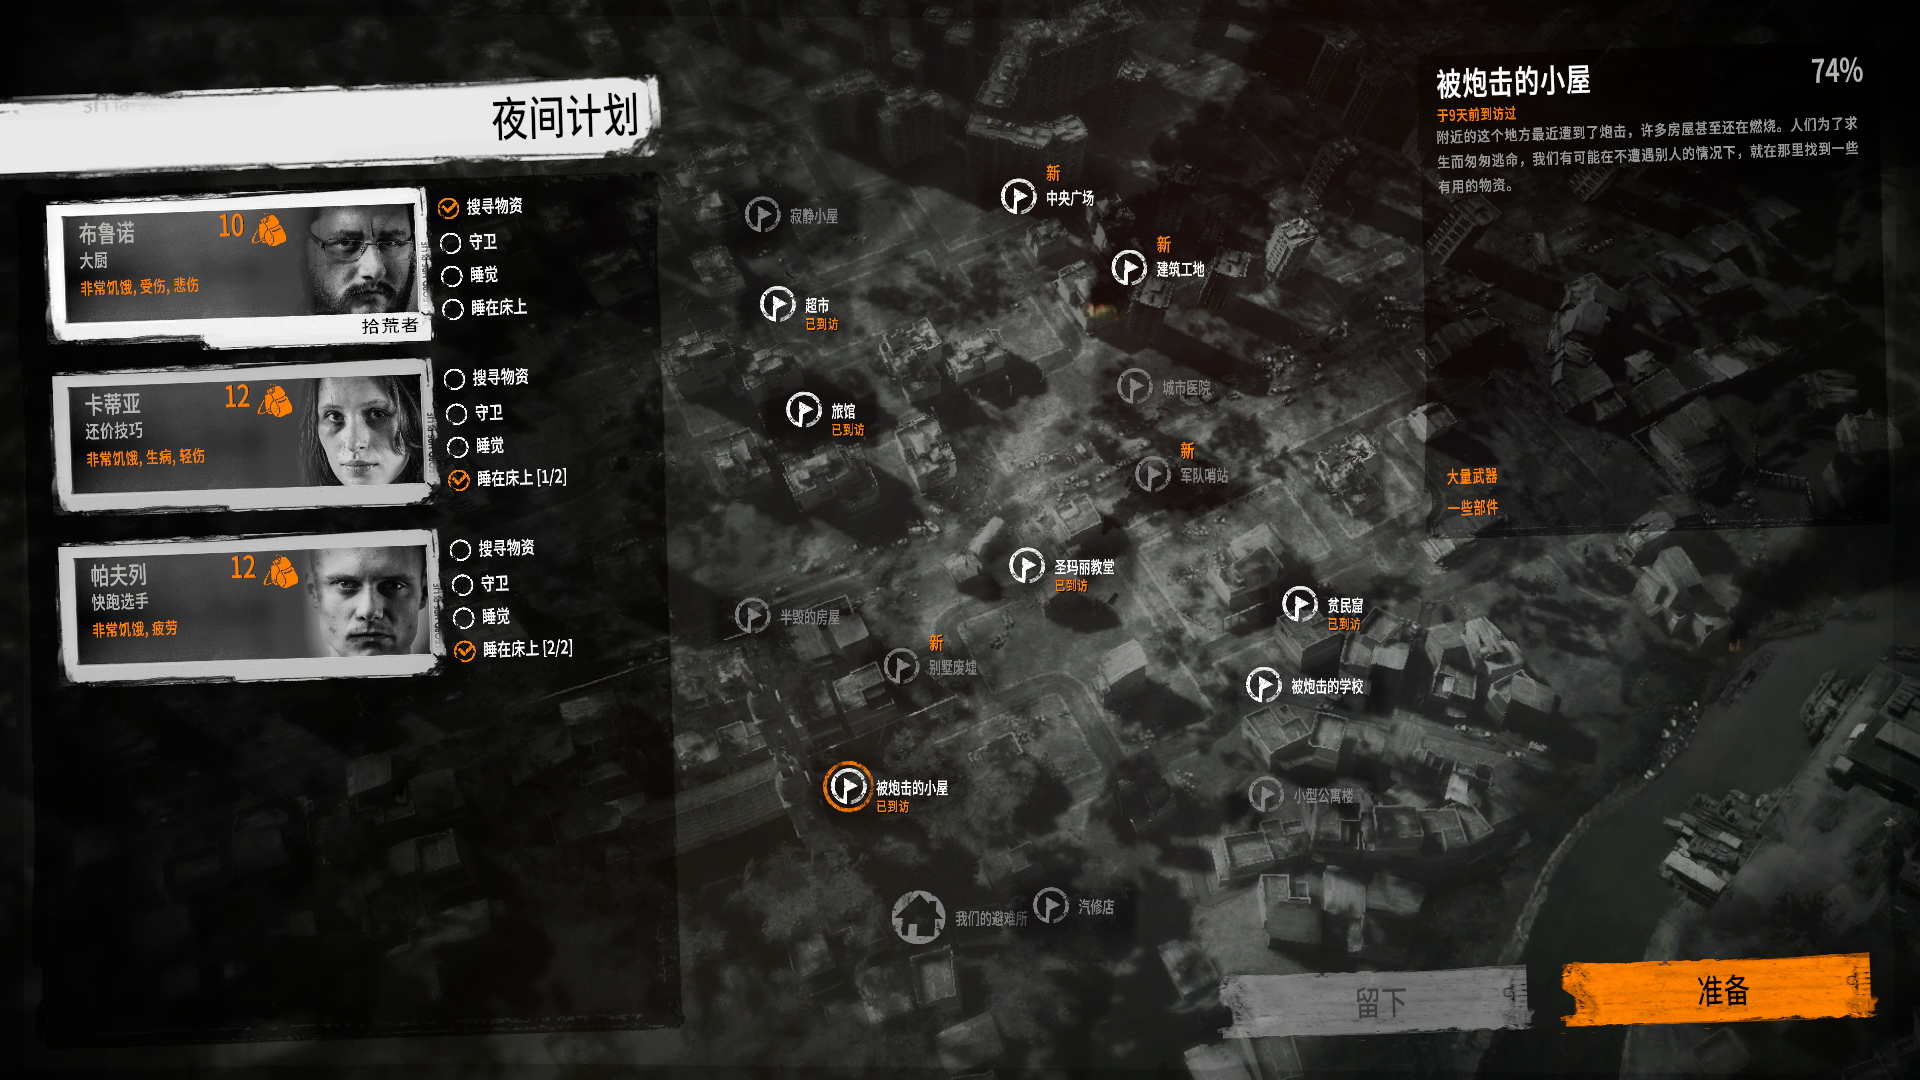 夜间计划
布鲁诺
10
大厨
非常饥饿, 受伤, 悲伤
拾荒者
搜寻物资
守卫
睡觉
睡在床上
卡蒂亚
12
还价技巧
非常饥饿, 生病, 轻伤
搜寻物资
守卫
睡觉
睡在床上 [1/2]
帕夫列
12
快跑选手
非常饥饿, 疲劳
搜寻物资
守卫
睡觉
睡在床上 [2/2]
寂静小屋
新
中央广场
新
建筑工地
超市
已到访
城市医院
旅馆
已到访
新
军队哨站
圣玛丽教堂
已到访
半毁的房屋
贫民窟
已到访
新
别墅废墟
被炮击的学校
被炮击的小屋
已到访
小型公寓楼
我们的避难所
汽修店
被炮击的小屋
74%
于9天前到访过
附近的这个地方最近遭到了炮击，许多房屋甚至还在燃烧。人们为了求
生而匆匆逃命，我们有可能在不遭遇别人的情况下，就在那里找到一些
有用的物资。
大量武器
一些部件
留下
准备